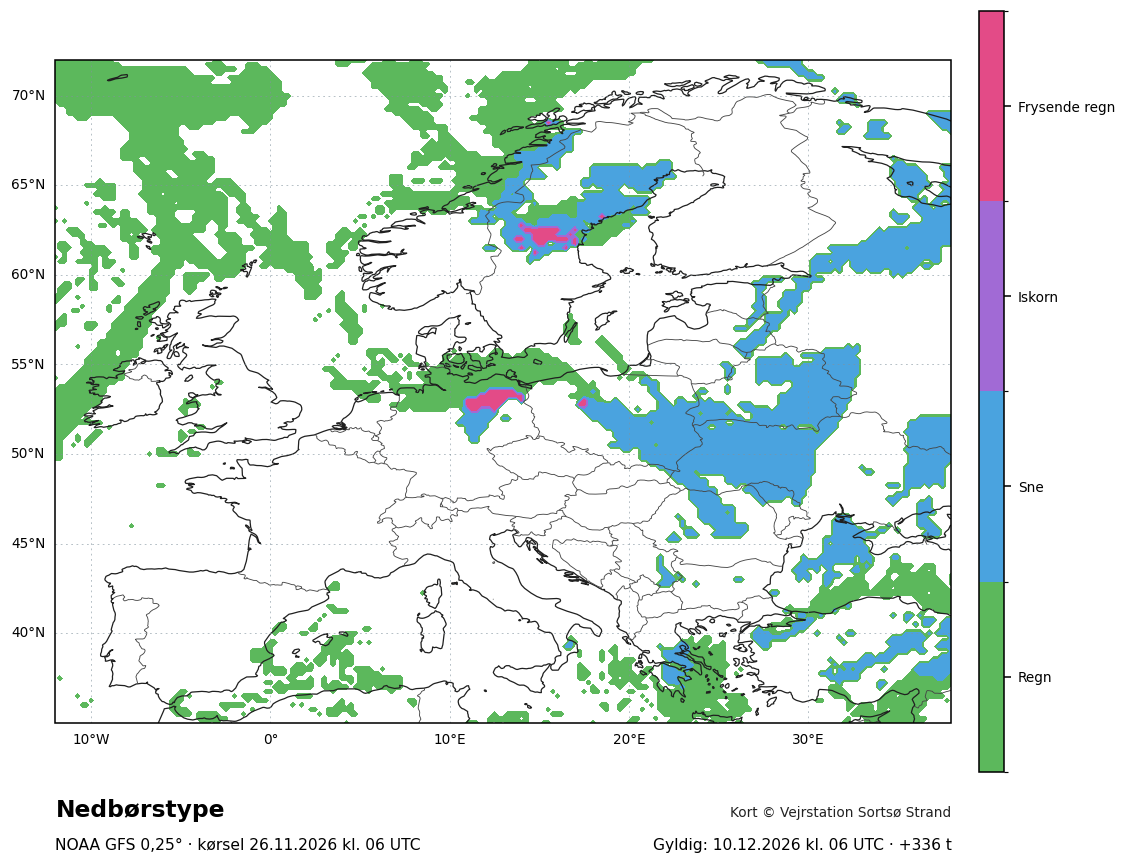 Frysende regn
Iskorn
Sne
Regn
70°N
65°N
60°N
55°N
50°N
45°N
40°N
10°W
0°
10°E
20°E
30°E
Nedbørstype
Kort © Vejrstation Sortsø Strand
NOAA GFS 0,25° · kørsel 26.11.2026 kl. 06 UTC
Gyldig: 10.12.2026 kl. 06 UTC · +336 t